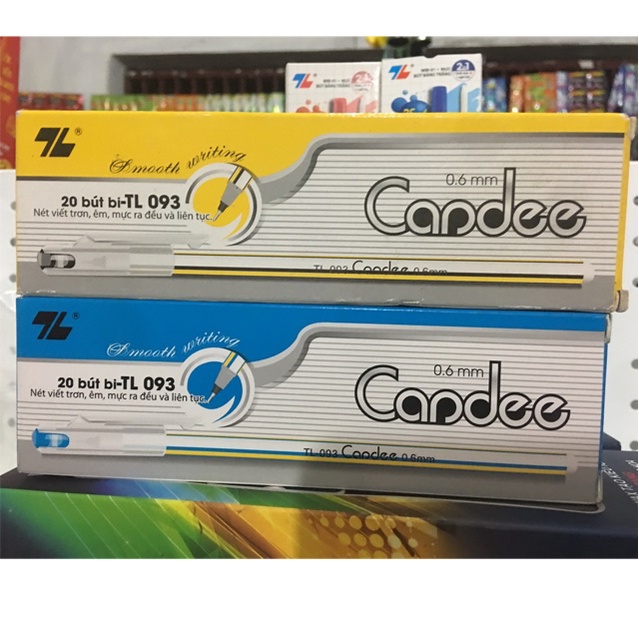 TL®
Smooth writing
20 bút bi-TL 093
Nét viết trơn, êm, mực ra đều và liên tục.
0.6 mm
Candee
TL-093 Candee 0.6mm
TL®
Smooth writing
20 bút bi-TL 093
Nét viết trơn, êm, mực ra đều và liên tục.
0.6 mm
Candee
TL-093 Candee 0.6mm
2in1